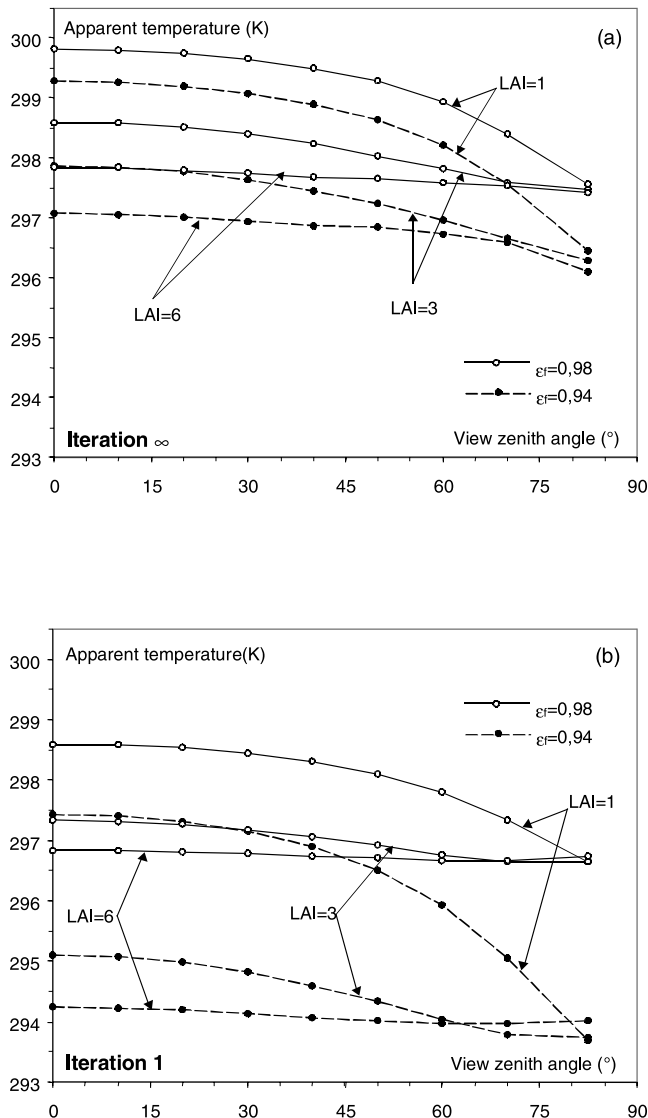 Apparent temperature (K)
(a)
300
299
298
297
296
295
294
293
LAI=1
LAI=6
LAI=3
εf=0,98
εf=0,94
Iteration ∞
View zenith angle (°)
0 15 30 45 60 75 90
Apparent temperature(K)
(b)
300
299
298
297
296
295
294
293
εf=0,98
εf=0,94
LAI=1
LAI=6
LAI=3
Iteration 1
View zenith angle (°)
0 15 30 45 60 75 90